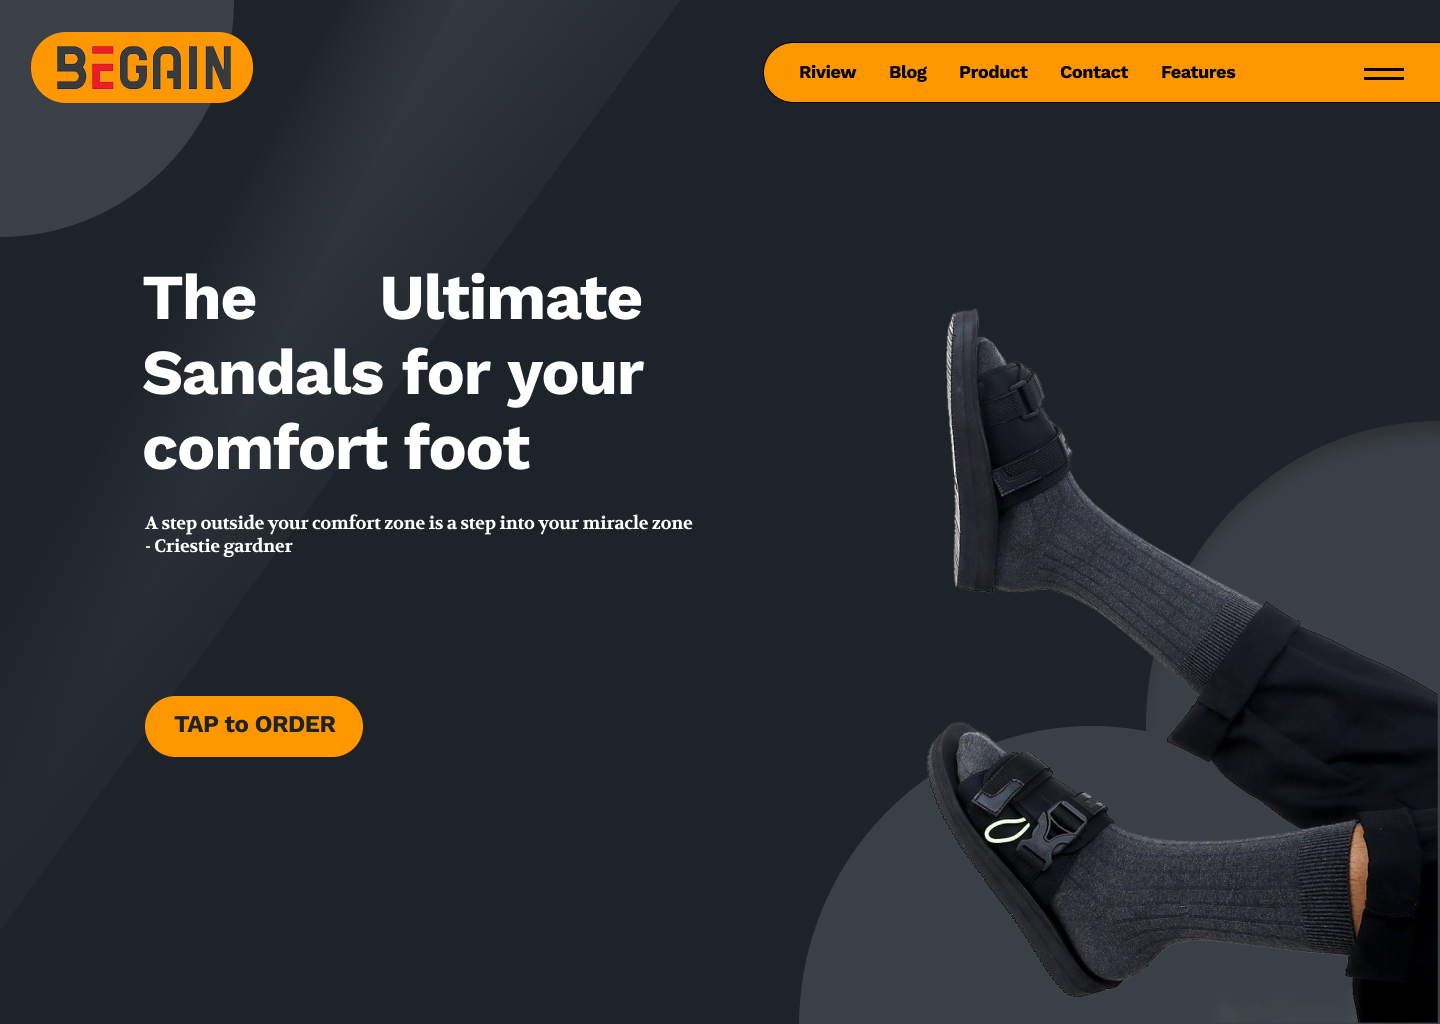 BEGAIN
Riview Blog Product Contact Features
The Ultimate
Sandals for your
comfort foot
A step outside your comfort zone is a step into your miracle zone
- Criestie gardner
TAP to ORDER